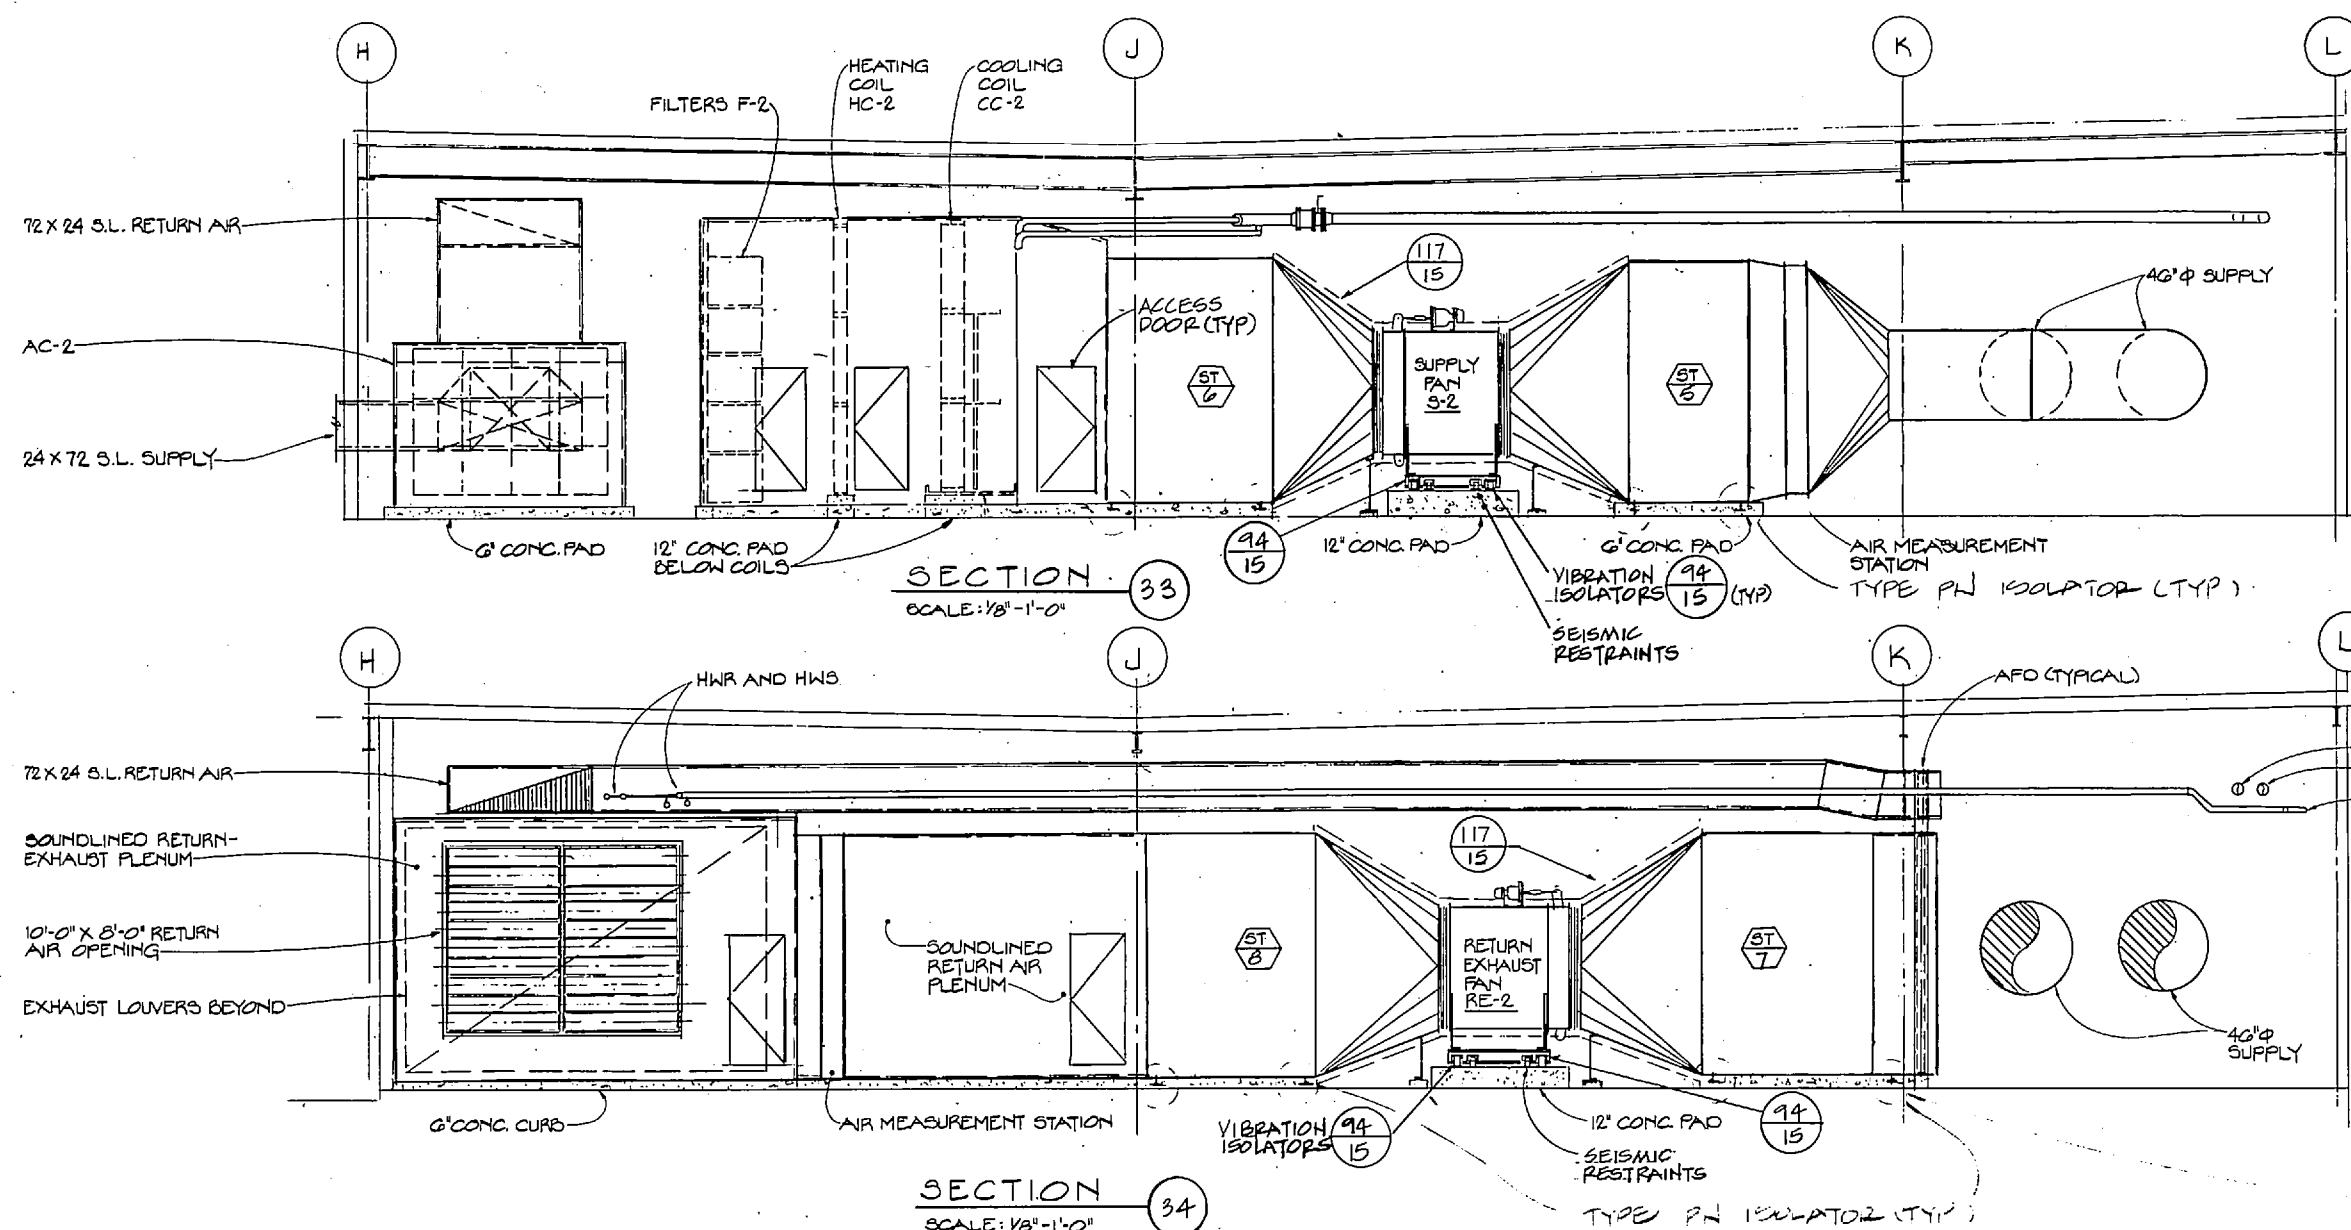 H
J
K
L
HEATING
COIL
HC-2
COOLING
COIL
CC-2
FILTERS F-2
72 X 24 S.L. RETURN AIR
117
15
46"Φ SUPPLY
ACCESS
DOOR (TYP)
AC-2
SUPPLY
FAN
S-2
ST
6
ST
5
24 X 72 S.L. SUPPLY
6" CONC. PAD
12" CONC. PAD
BELOW COILS
94
15
12" CONC. PAD
6" CONC. PAD
AIR MEASUREMENT
STATION
VIBRATION
ISOLATORS
94
15
(TYP)
TYPE PN ISOLATOR (TYP)
SECTION
33
SCALE: 1/8"-1'-0"
SEISMIC
RESTRAINTS
H
J
K
L
HWR AND HWS
AFD (TYPICAL)
72 X 24 S.L. RETURN AIR
SOUNDLINED RETURN-
EXHAUST PLENUM
117
15
10'-0" X 8'-0" RETURN
AIR OPENING
SOUNDLINED
RETURN AIR
PLENUM
ST
8
RETURN
EXHAUST
FAN
RE-2
ST
7
EXHAUST LOUVERS BEYOND
46"Φ
SUPPLY
6" CONC. CURB
AIR MEASUREMENT STATION
VIBRATION
ISOLATORS
94
15
12" CONC. PAD
94
15
SEISMIC
RESTRAINTS
TYPE PN ISOLATOR (TYP)
SECTION
34
SCALE: 1/8"-1'-0"